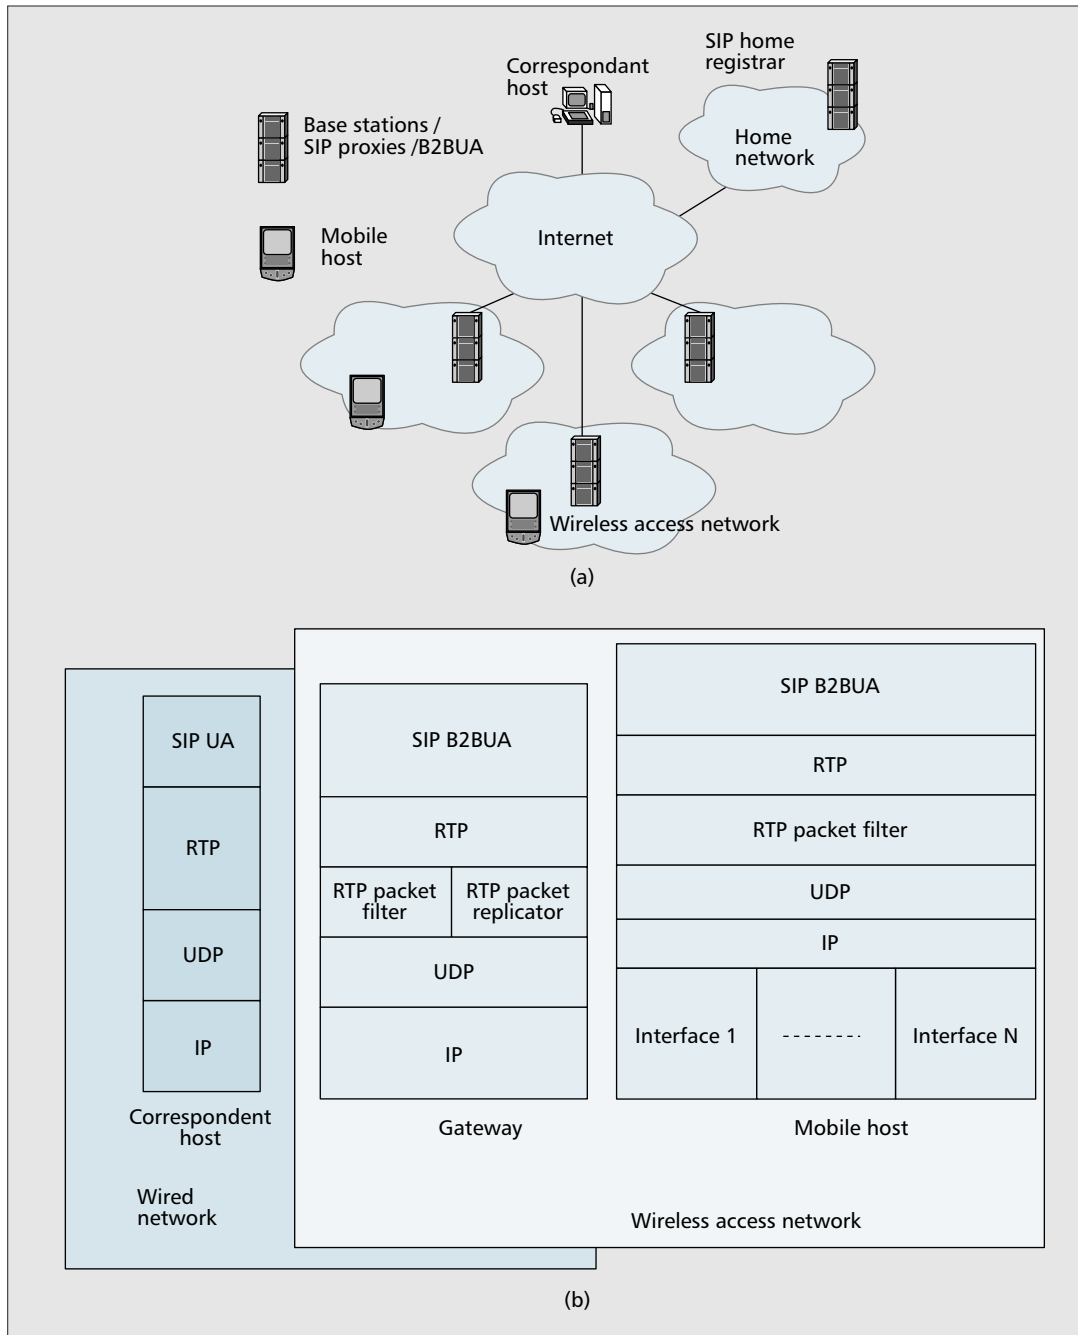 SIP home
registrar
Correspondant
host
Base stations /
SIP proxies /B2BUA
Home
network
Mobile
host
Internet
Wireless access network
(a)
SIP UA
RTP
UDP
IP
Correspondent
host
Wired
network
SIP B2BUA
RTP
RTP packet
filter
RTP packet
replicator
UDP
IP
Gateway
SIP B2BUA
RTP
RTP packet filter
UDP
IP
Interface 1
Interface N
Mobile host
Wireless access network
(b)